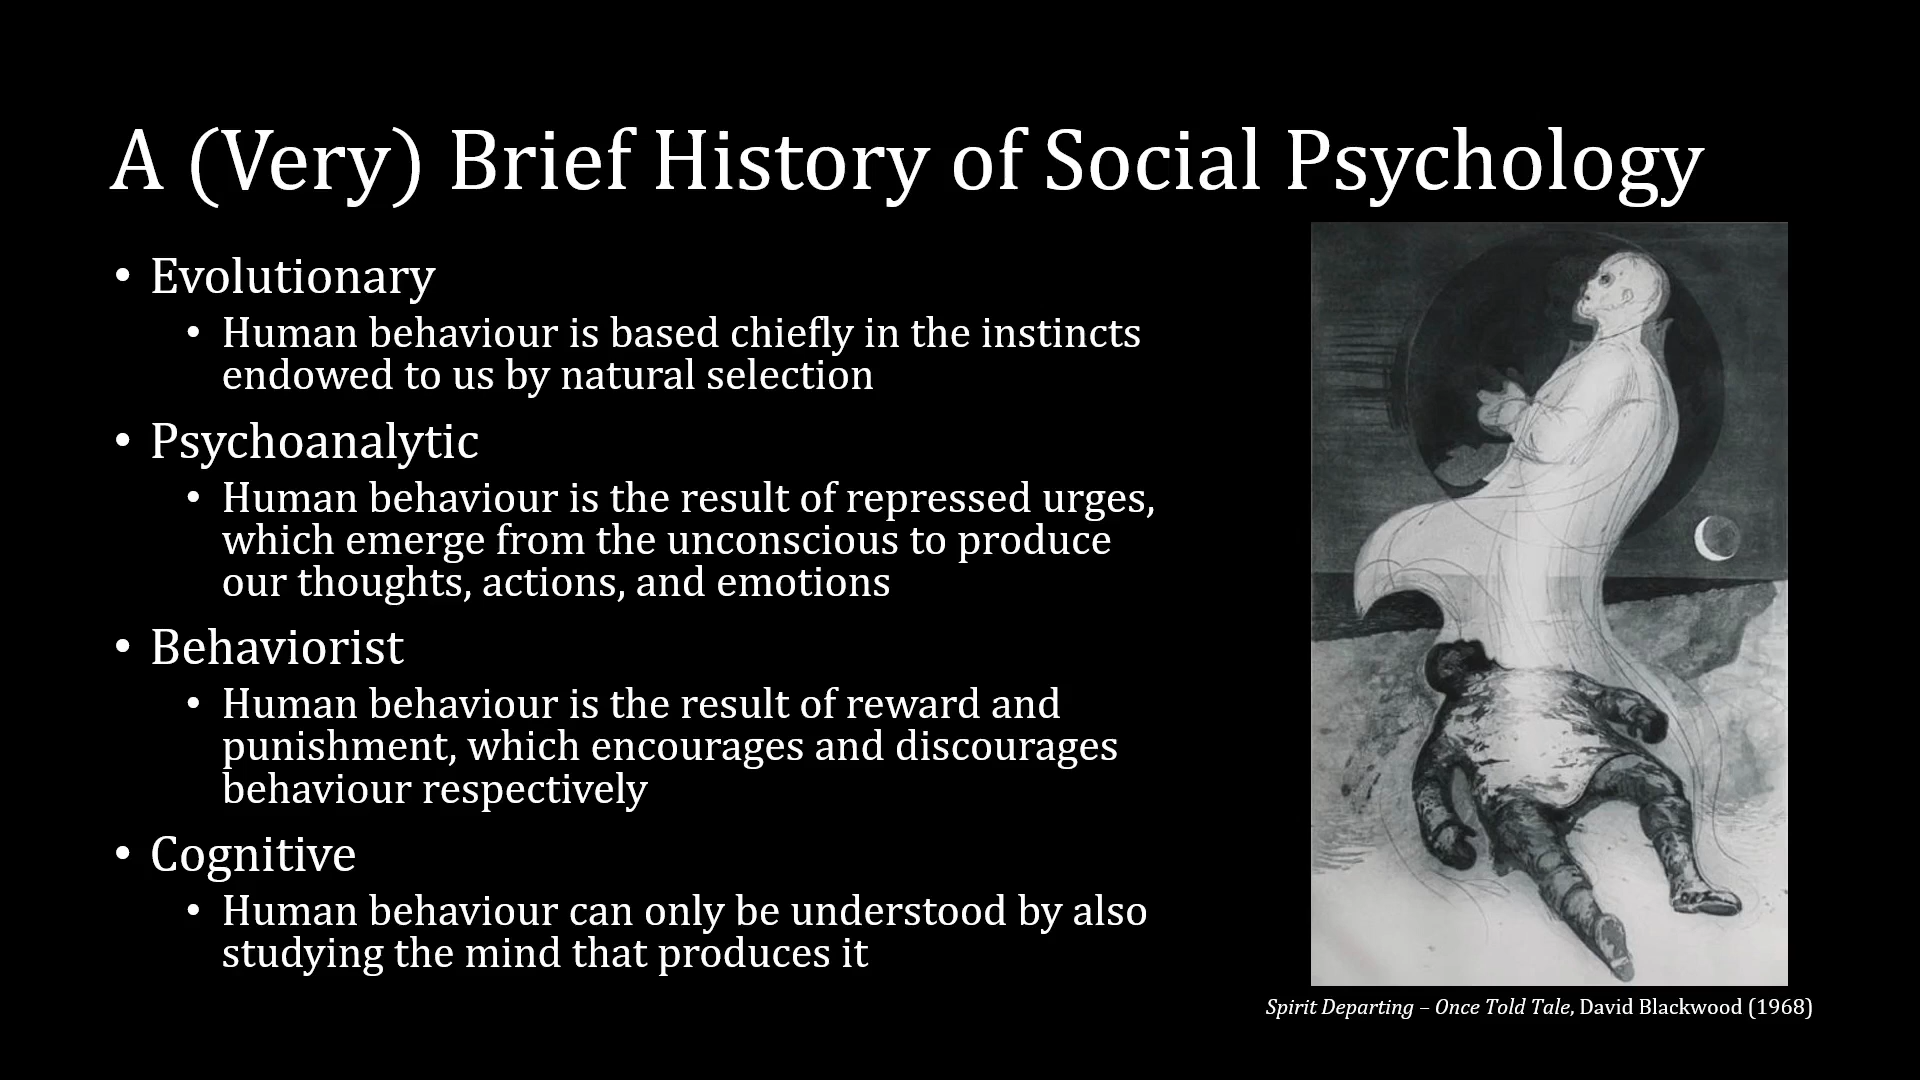 A (Very) Brief History of Social Psychology
• Evolutionary
• Human behaviour is based chiefly in the instincts
endowed to us by natural selection
• Psychoanalytic
• Human behaviour is the result of repressed urges,
which emerge from the unconscious to produce
our thoughts, actions, and emotions
• Behaviorist
• Human behaviour is the result of reward and
punishment, which encourages and discourages
behaviour respectively
• Cognitive
• Human behaviour can only be understood by also
studying the mind that produces it
Spirit Departing – Once Told Tale, David Blackwood (1968)